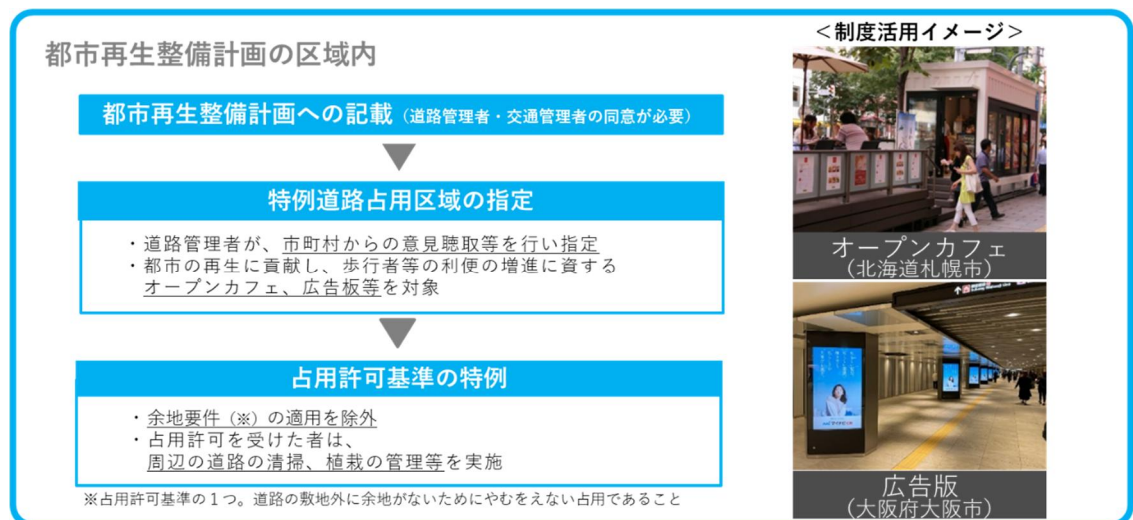 都市再生整備計画の区域内
都市再生整備計画への記載（道路管理者・交通管理者の同意が必要）
特例道路占用区域の指定
・道路管理者が、市町村からの意見聴取等を行い指定
・都市の再生に貢献し、歩行者等の利便の増進に資する
オープンカフェ、広告板等を対象
占用許可基準の特例
・余地要件（※）の適用を除外
・占用許可を受けた者は、
周辺の道路の清掃、植栽の管理等を実施
※占用許可基準の１つ。道路の敷地外に余地がないためにやむをえない占用であること
＜制度活用イメージ＞
オープンカフェ
（北海道札幌市）
広告版
（大阪府大阪市）